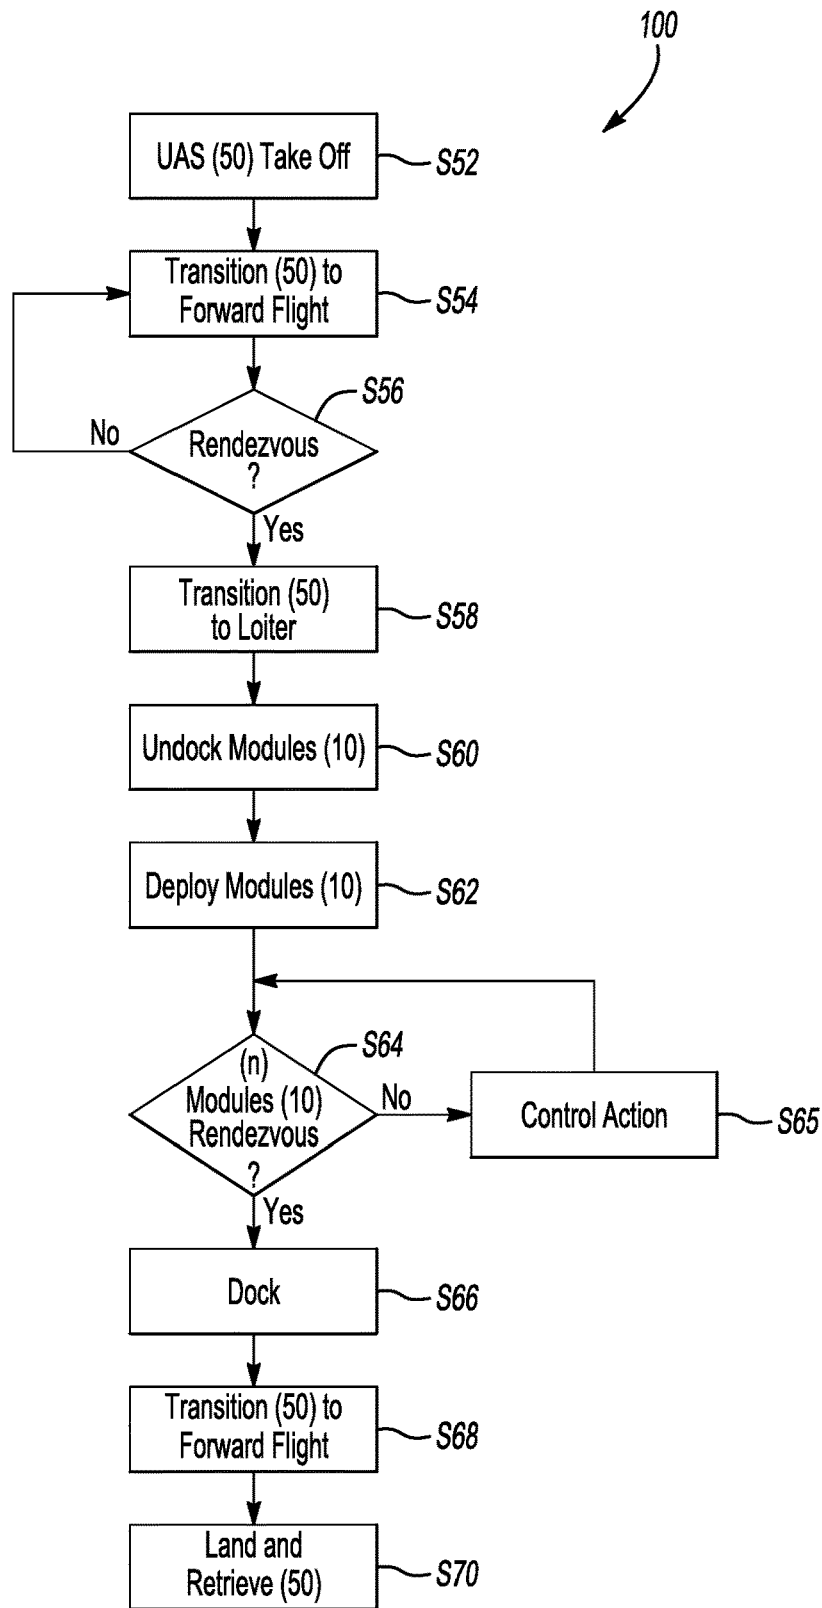 100
UAS (50) Take Off
S52
Transition (50) to
Forward Flight
S54
S56
No
Rendezvous
?
Yes
Transition (50)
to Loiter
S58
Undock Modules (10)
S60
Deploy Modules (10)
S62
S64
(n)
Modules (10)
Rendezvous
?
No
Control Action
S65
Yes
Dock
S66
Transition (50) to
Forward Flight
S68
Land and
Retrieve (50)
S70